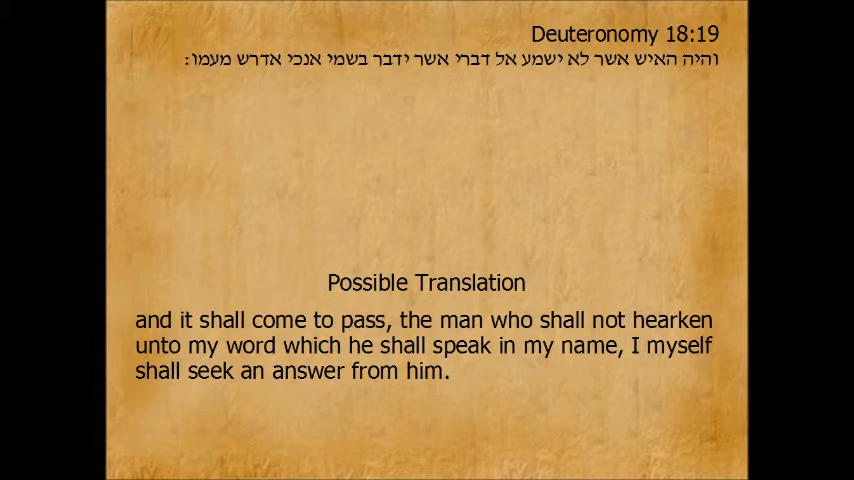 Deuteronomy 18:19
והיה האיש אשר לא ישמע אל דברי אשר ידבר בשמי אנכי אדרש מעמו:
Possible Translation
and it shall come to pass, the man who shall not hearken
unto my word which he shall speak in my name, I myself
shall seek an answer from him.